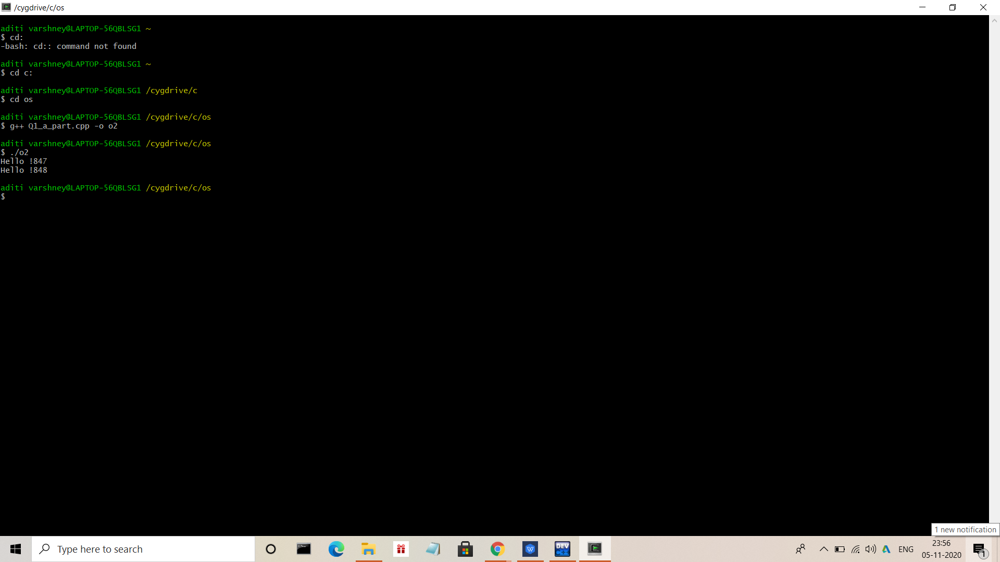 /cygdrive/c/os
aditi varshney@LAPTOP-56QBLSG1 ~
$ cd:
-bash: cd:: command not found
aditi varshney@LAPTOP-56QBLSG1 ~
$ cd c:
aditi varshney@LAPTOP-56QBLSG1 /cygdrive/c
$ cd os
aditi varshney@LAPTOP-56QBLSG1 /cygdrive/c/os
$ g++ Q1_a_part.cpp -o o2
aditi varshney@LAPTOP-56QBLSG1 /cygdrive/c/os
$ ./o2
Hello !847
Hello !848
aditi varshney@LAPTOP-56QBLSG1 /cygdrive/c/os
$
1 new notification
Type here to search
W
DEV
C++
ENG
23:56
05-11-2020
1